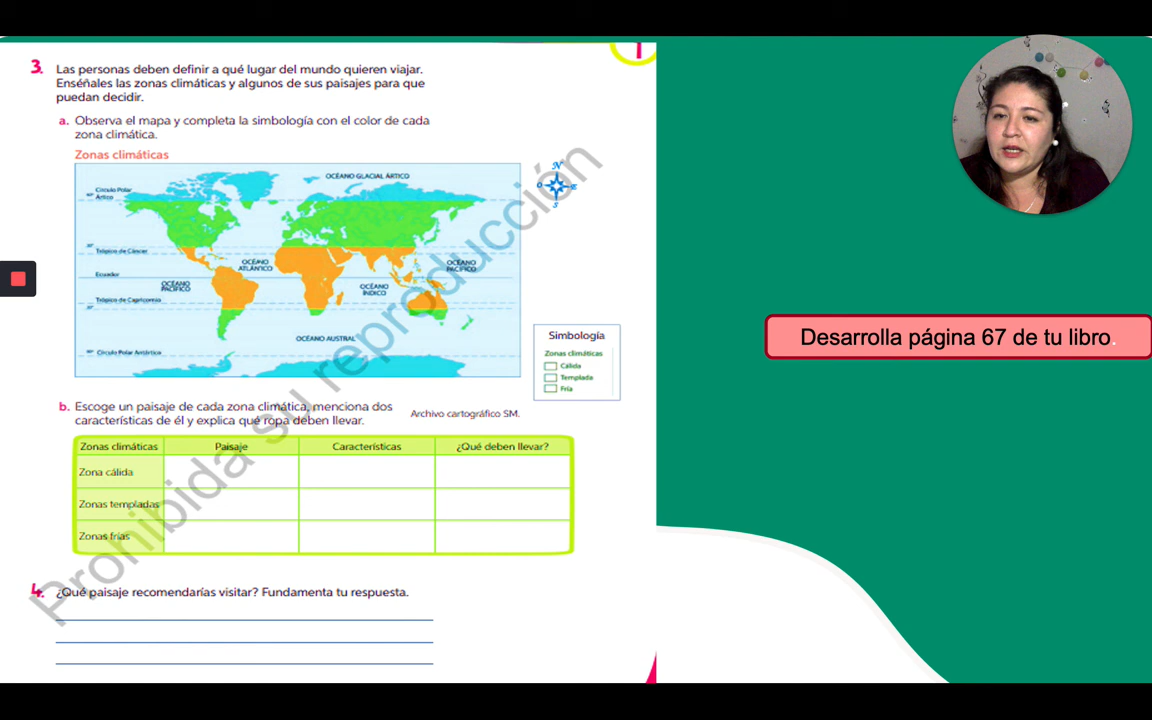 1
3. Las personas deben definir a qué lugar del mundo quieren viajar.
Enséñales las zonas climáticas y algunos de sus paisajes para que
puedan decidir.
a. Observa el mapa y completa la simbología con el color de cada
zona climática.
Zonas climáticas
OCÉANO GLACIAL ÁRTICO
Círculo Polar
Ártico
Trópico de Cáncer
OCÉANO
ATLÁNTICO
OCÉANO
PACÍFICO
Ecuador
OCÉANO
PACÍFICO
OCÉANO
ÍNDICO
Trópico de Capricornio
OCÉANO AUSTRAL
Círculo Polar Antártico
N
O
E
S
Simbología
Zonas climáticas
Cálida
Templada
Fría
Desarrolla página 67 de tu libro.
b. Escoge un paisaje de cada zona climática, menciona dos
características de él y explica qué ropa deben llevar.
Archivo cartográfico SM.
Zonas climáticas Paisaje Características ¿Qué deben llevar?
Zona cálida
Zonas templadas
Zonas frías
4. ¿Qué paisaje recomendarías visitar? Fundamenta tu respuesta.
Prohibida su reproducción